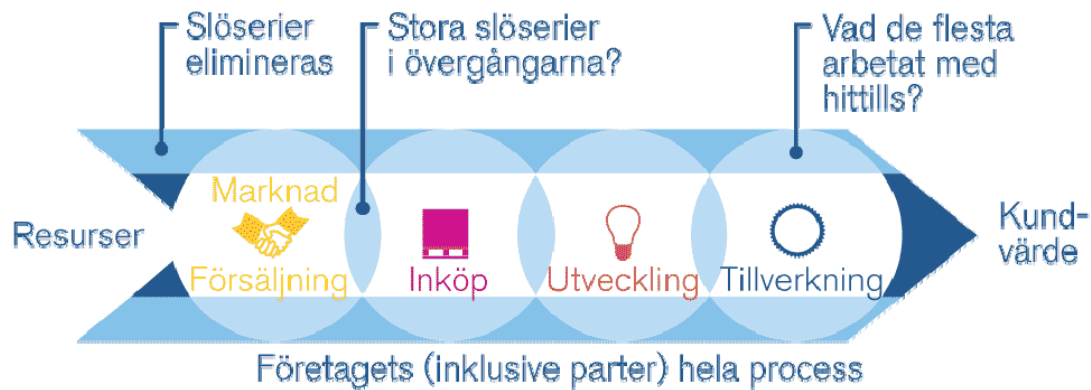 Slöserier
elimineras
Stora slöserier
i övergångarna?
Vad de flesta
arbetat med
hittills?
Resurser
Marknad
Försäljning
Inköp
Utveckling
Tillverkning
Kund-
värde
Företagets (inklusive parter) hela process